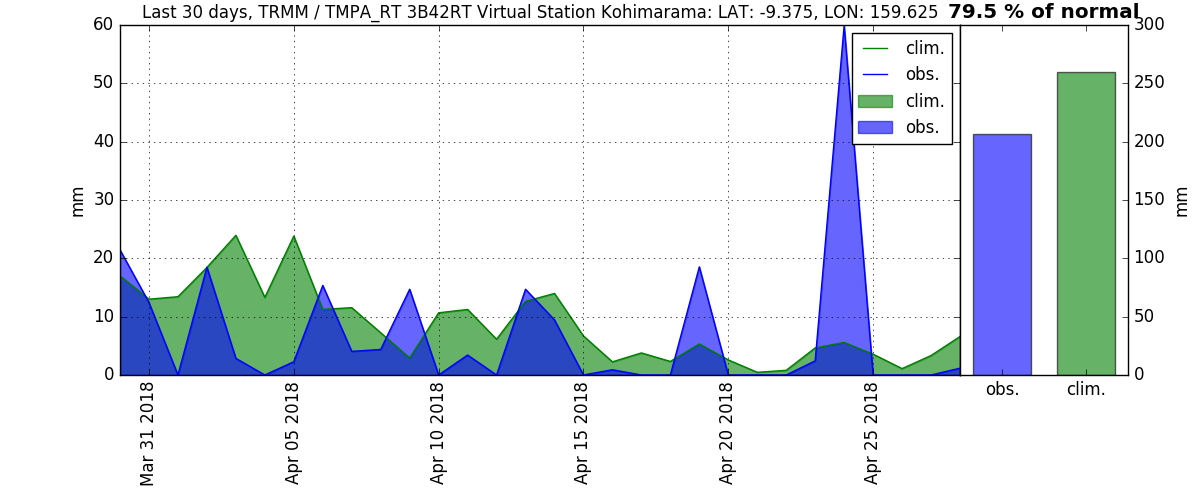 Last 30 days, TRMM / TMPA_RT 3B42RT Virtual Station Kohimarama: LAT: -9.375, LON: 159.625
79.5 % of normal
60
50
40
30
20
10
0
mm
clim.
obs.
clim.
obs.
Mar 31 2018
Apr 05 2018
Apr 10 2018
Apr 15 2018
Apr 20 2018
Apr 25 2018
300
250
200
150
100
50
0
mm
obs.
clim.